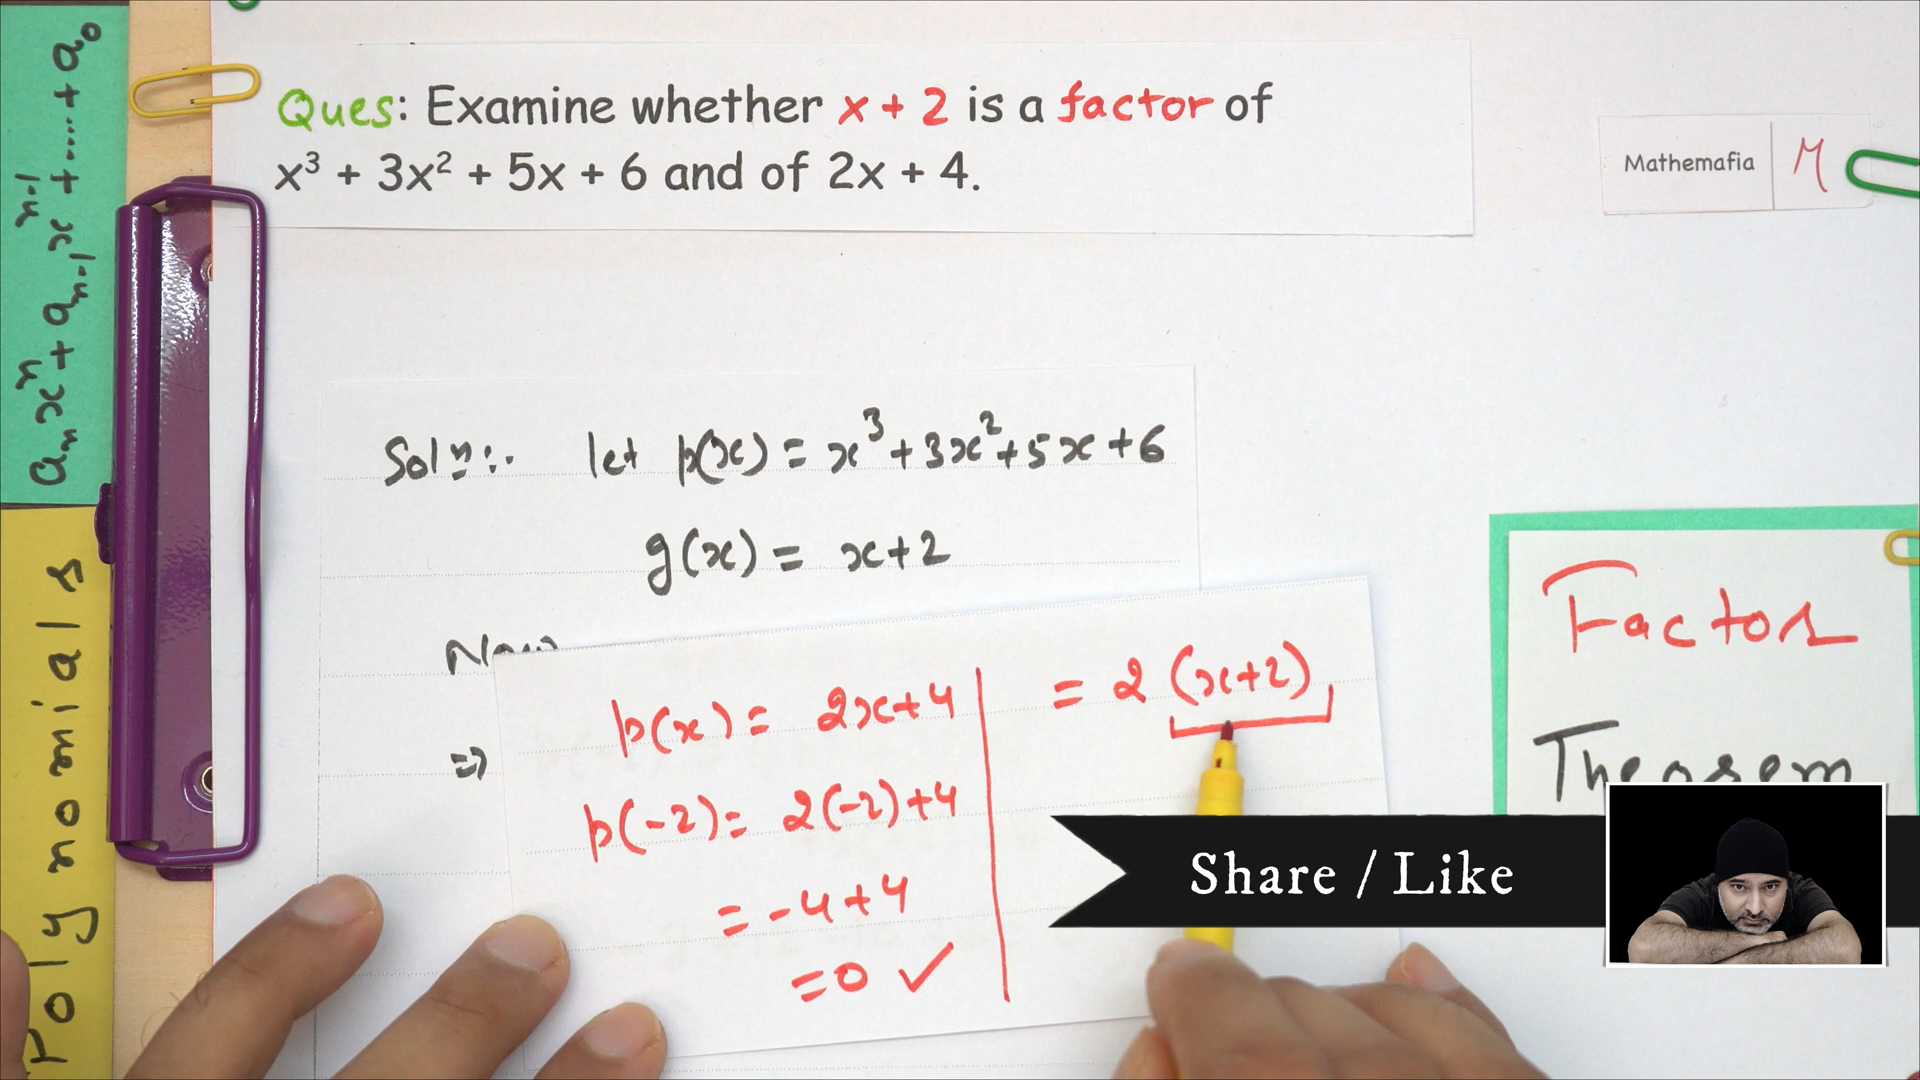 Ques: Examine whether x + 2 is a factor of
x³ + 3x² + 5x + 6 and of 2x + 4.
Mathemafia M
aₙxⁿ + aₙ₋₁xⁿ⁻¹ + .... + a₀
Polynomials
Solⁿ:. let p(x) = x³ + 3x² + 5x + 6
g(x) = x+2
Now
⇒
p(x) = 2x+4
p(-2) = 2(-2)+4
= -4+4
= 0 ✓
= 2 (x+2)
Factor
Theorem
Share / Like